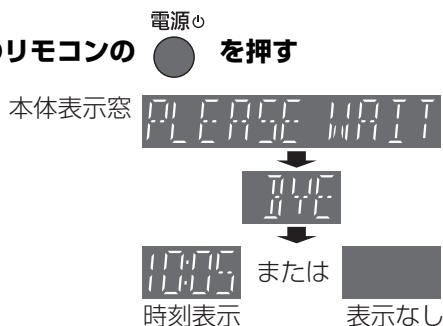 電源⏻
のリモコンの を押す
本体表示窓 PLEASE WAIT
BYE
10:05 または
時刻表示 表示なし